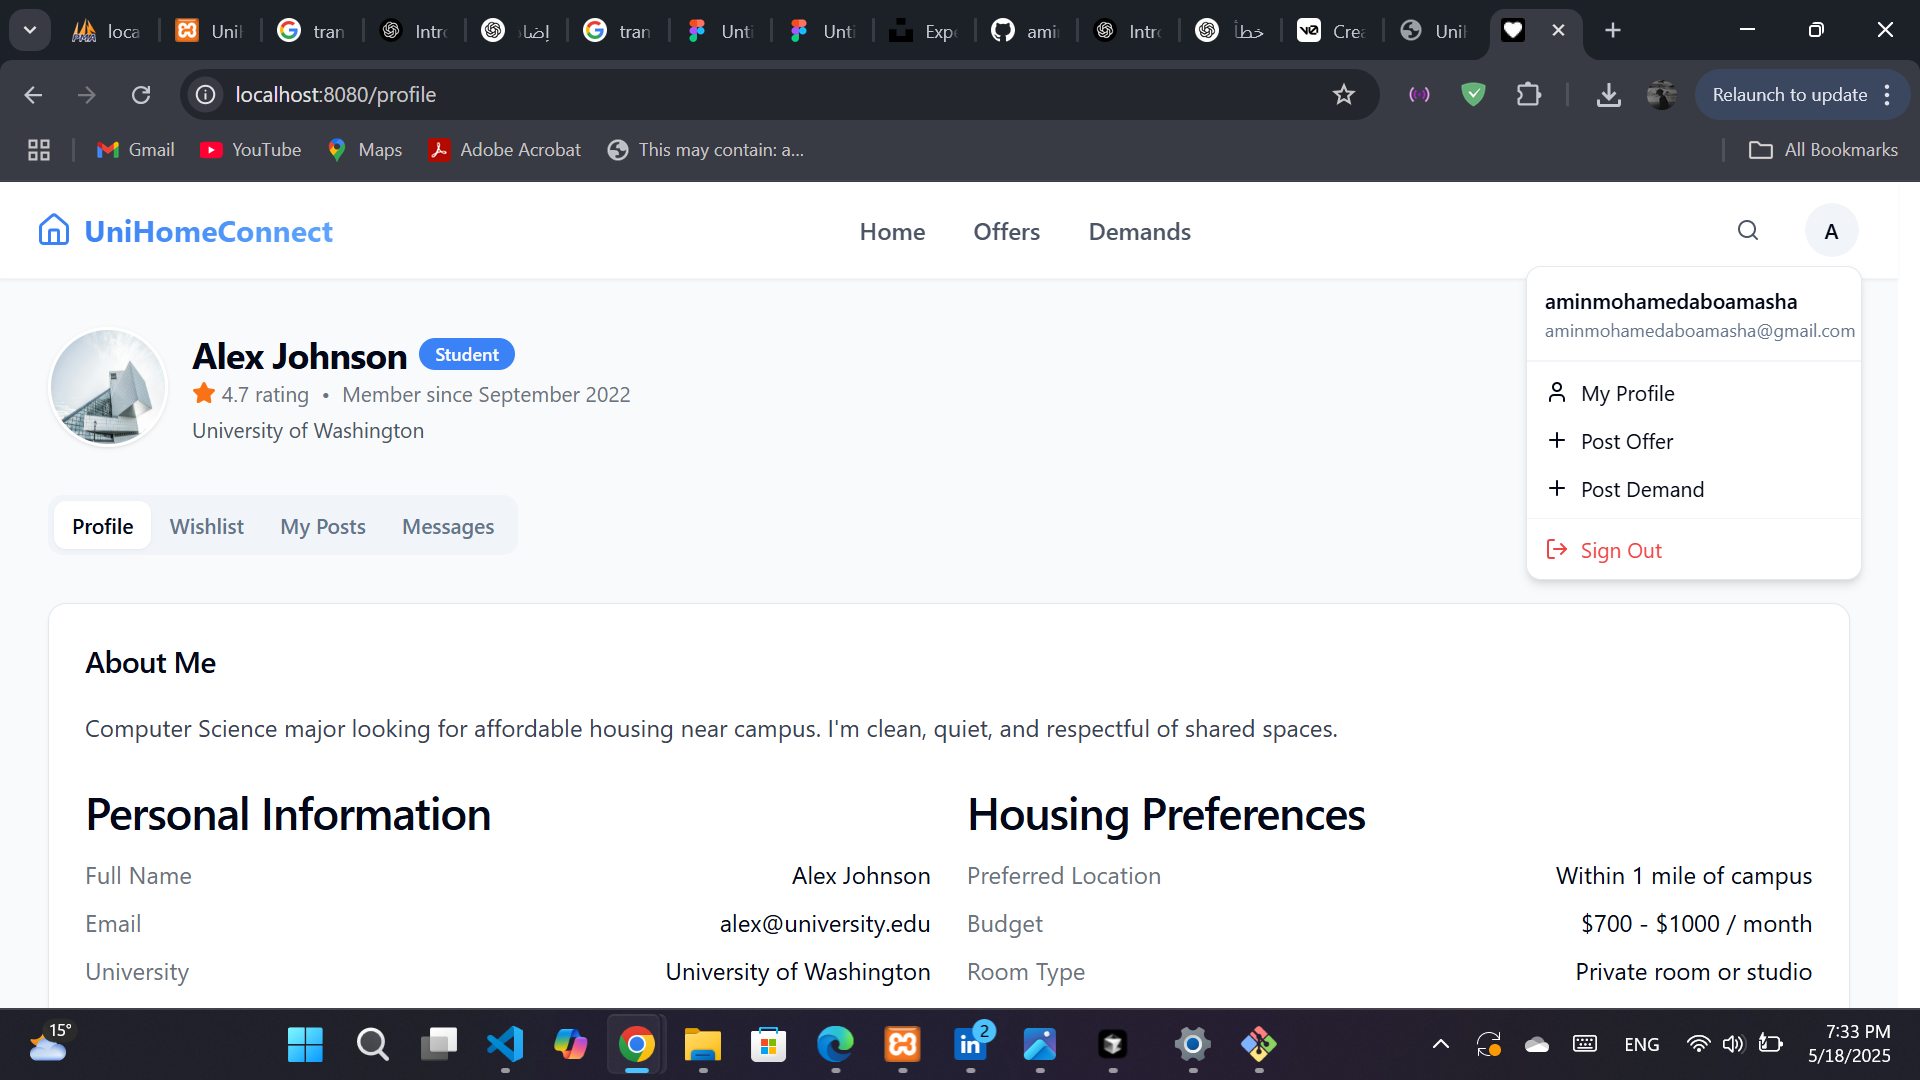 loca
Unil
tran
Intro
إضا
tran
Unti
Unti
Expe
amii
Intro
خطأ
Crea
Unil
localhost:8080/profile
Relaunch to update
Gmail
YouTube
Maps
Adobe Acrobat
This may contain: a...
All Bookmarks
UniHomeConnect
Home
Offers
Demands
A
aminmohamedaboamasha
aminmohamedaboamasha@gmail.com
My Profile
Post Offer
Post Demand
Sign Out
Alex Johnson
Student
4.7 rating • Member since September 2022
University of Washington
Profile
Wishlist
My Posts
Messages
About Me
Computer Science major looking for affordable housing near campus. I'm clean, quiet, and respectful of shared spaces.
Personal Information
Full Name Alex Johnson
Email alex@university.edu
University University of Washington
Housing Preferences
Preferred Location Within 1 mile of campus
Budget $700 - $1000 / month
Room Type Private room or studio
15°
2
ENG
7:33 PM
5/18/2025